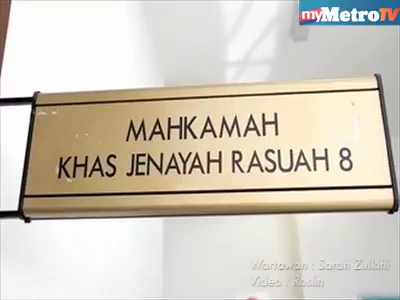 myMetroTV
MAHKAMAH
KHAS JENAYAH RASUAH 8
Wartawan : Sarah Zulkifli
Video : Roslin